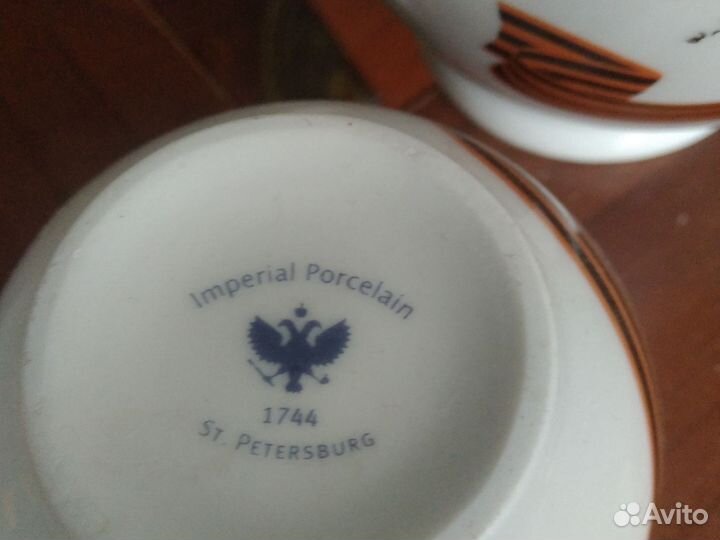 Imperial Porcelain
1744
St. Petersburg
Avito